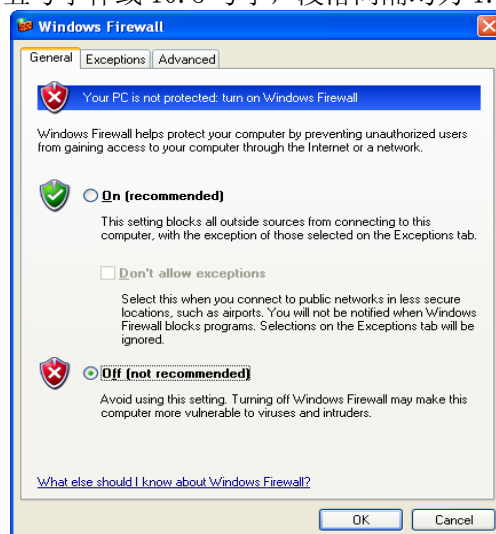 Windows Firewall
General Exceptions Advanced
Your PC is not protected: turn on Windows Firewall
Windows Firewall helps protect your computer by preventing unauthorized users
from gaining access to your computer through the Internet or a network.
On (recommended)
This setting blocks all outside sources from connecting to this
computer, with the exception of those selected on the Exceptions tab.
Don't allow exceptions
Select this when you connect to public networks in less secure
locations, such as airports. You will not be notified when Windows
Firewall blocks programs. Selections on the Exceptions tab will be
ignored.
Off (not recommended)
Avoid using this setting. Turning off Windows Firewall may make this
computer more vulnerable to viruses and intruders.
What else should I know about Windows Firewall?
OK Cancel